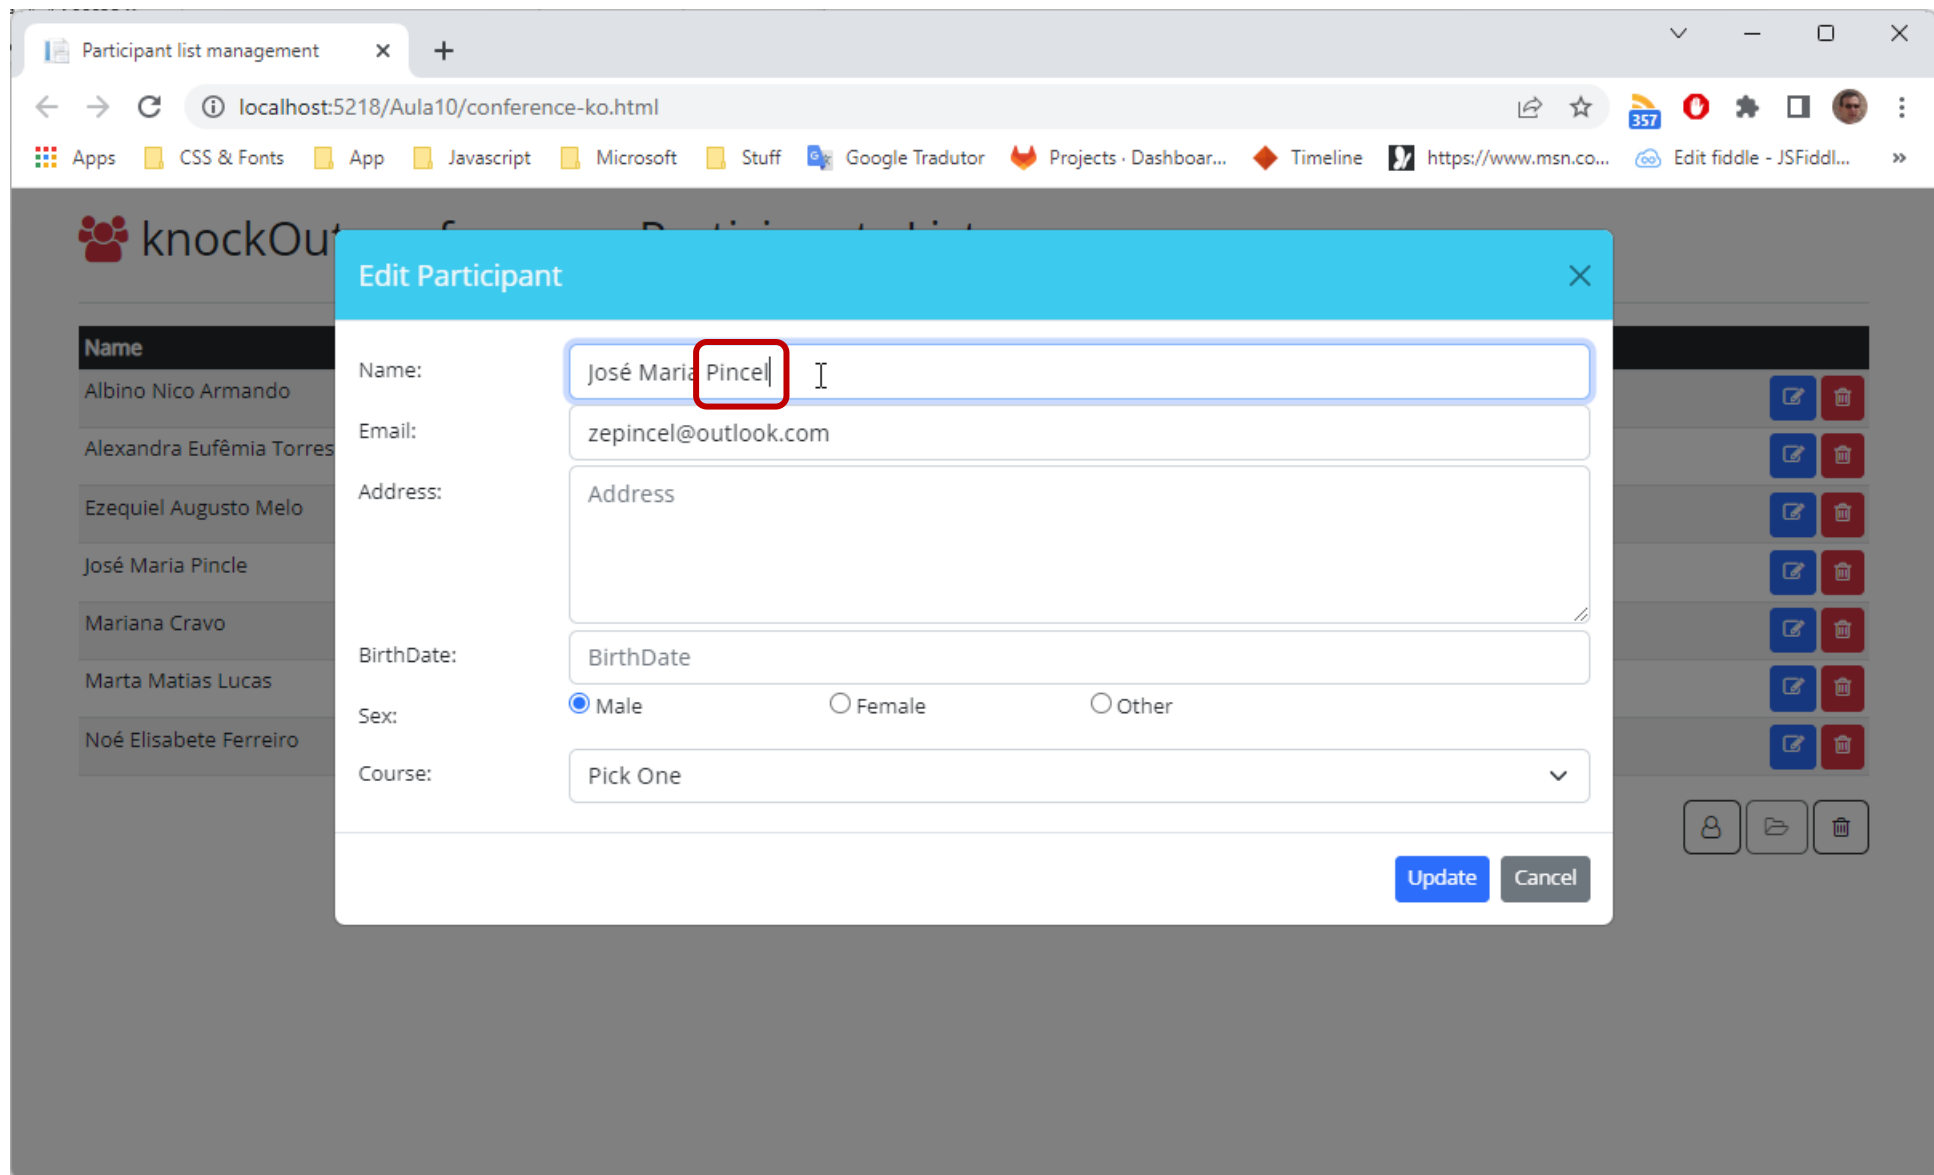 Participant list management
localhost:5218/Aula10/conference-ko.html
357
Apps CSS & Fonts App Javascript Microsoft Stuff Google Tradutor Projects · Dashboar... Timeline https://www.msn.co... Edit fiddle - JSFiddl... »
knockOut
Edit Participant
Name
Name: José Maria Pincel
Albino Nico Armando
Email: zepincel@outlook.com
Alexandra Eufêmia Torres
Address: Address
Ezequiel Augusto Melo
José Maria Pincle
Mariana Cravo
BirthDate: BirthDate
Marta Matias Lucas
Sex: Male Female Other
Noé Elisabete Ferreiro
Course: Pick One
Update Cancel